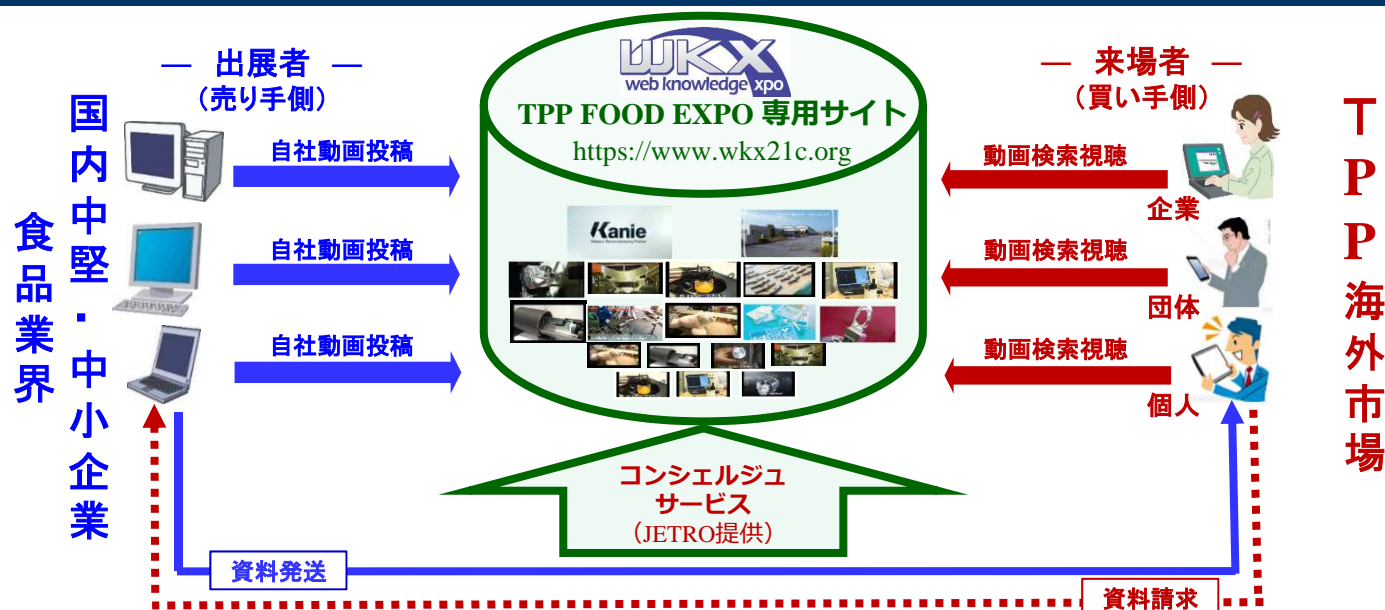 WKX
web knowledge xpo
TPP FOOD EXPO 専用サイト
https://www.wkx21c.org
― 出展者 ―
（売り手側）
国内中堅・中小企業
食品業界
自社動画投稿
自社動画投稿
自社動画投稿
Kanie
― 来場者 ―
（買い手側）
TPP海外市場
動画検索視聴
企業
動画検索視聴
団体
動画検索視聴
個人
コンシェルジュ
サービス
（JETRO提供）
資料発送
資料請求